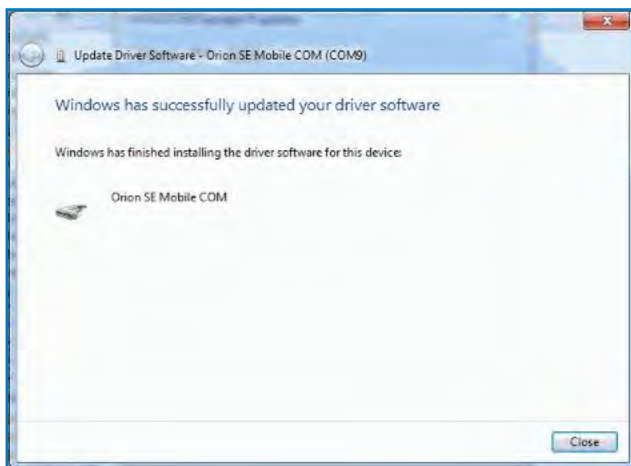 Update Driver Software - Orion SE Mobile COM (COM9)
Windows has successfully updated your driver software
Windows has finished installing the driver software for this device:
Orion SE Mobile COM
Close